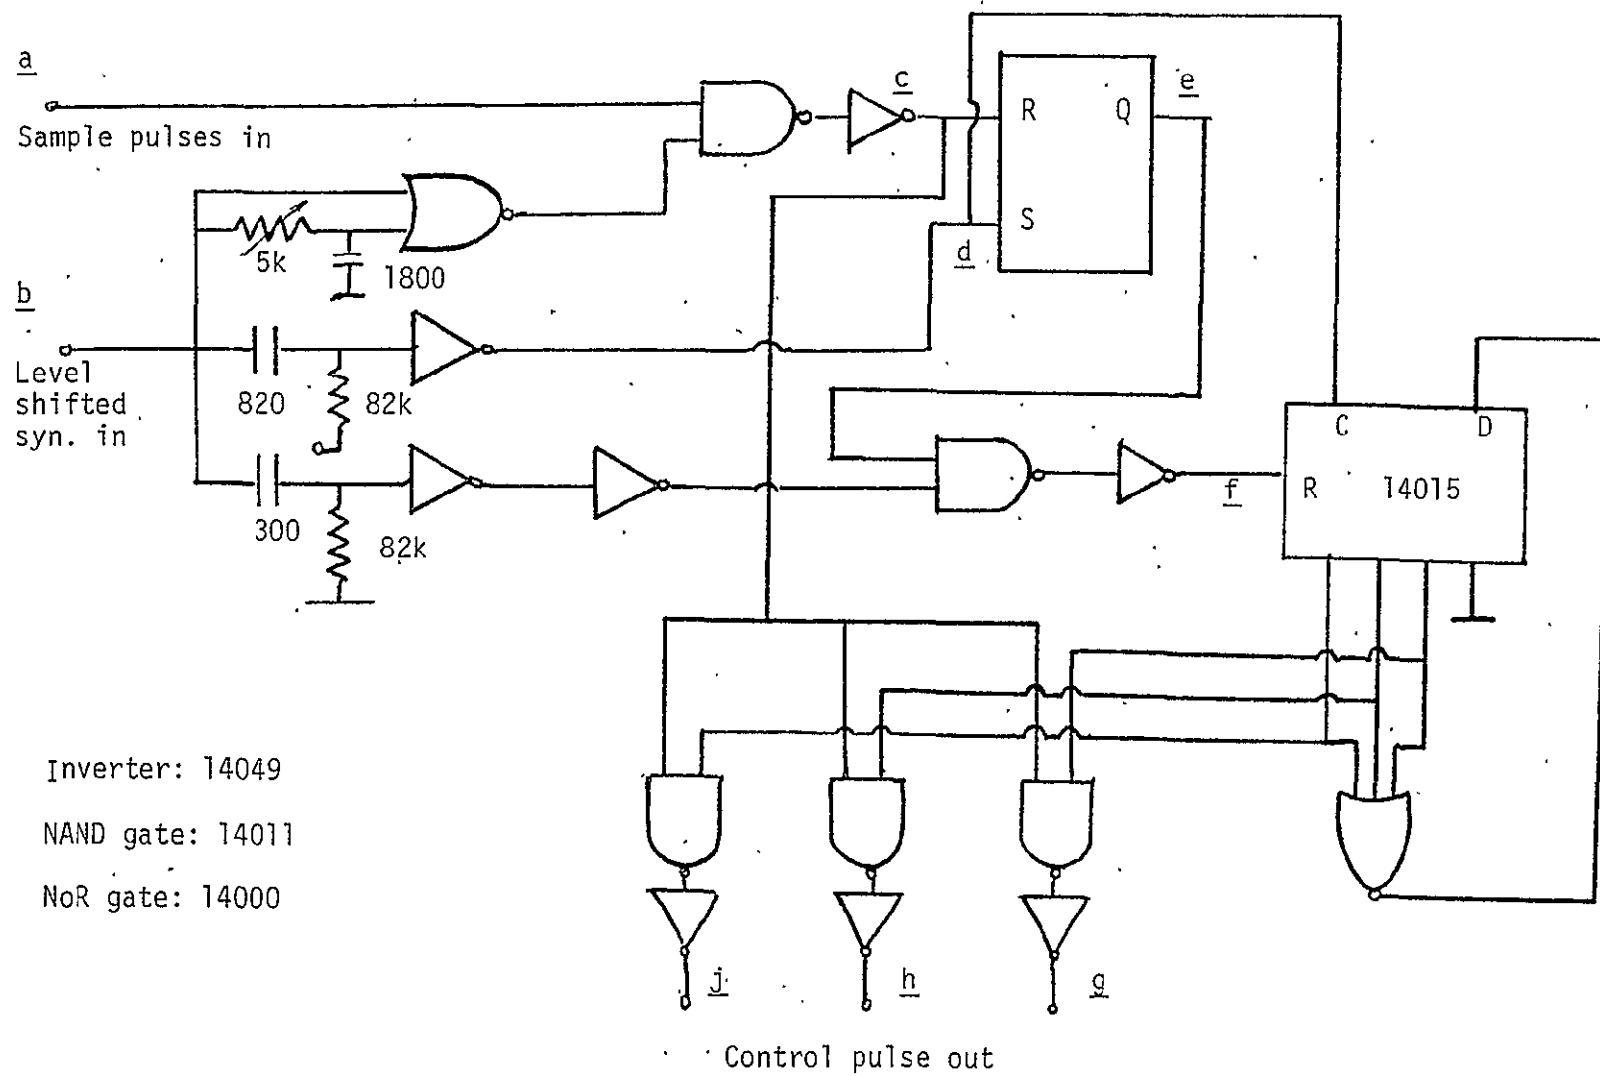 a
Sample pulses in
c
R
Q
e
S
d
5k
1800
b
Level
shifted
syn. in
820
82k
300
82k
C
D
R
14015
f
Inverter: 14049
NAND gate: 14011
NoR gate: 14000
j
h
g
Control pulse out